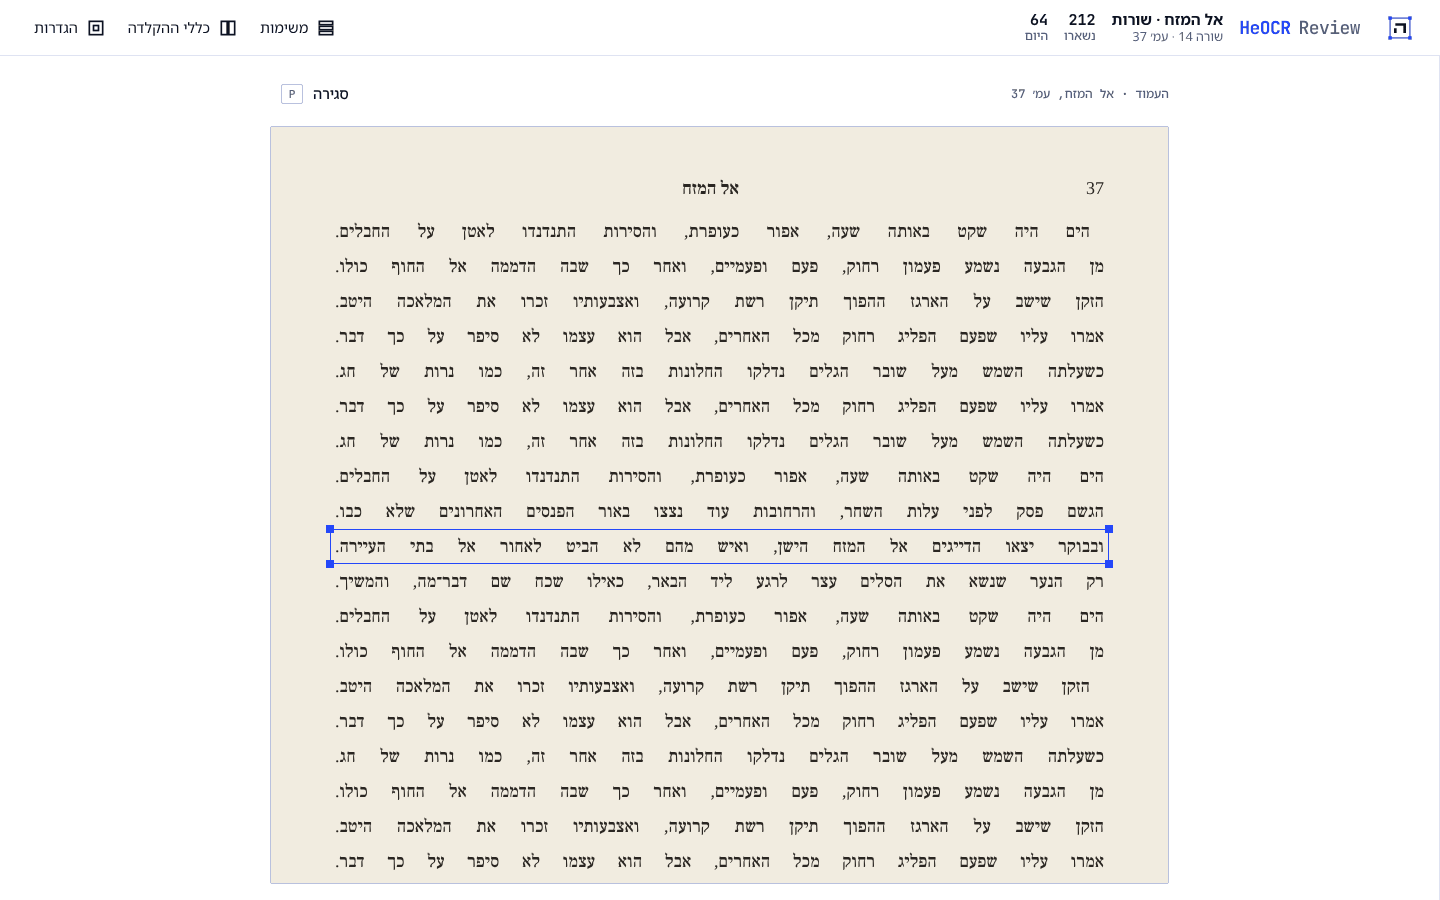 HeOCR Review
אל המזח · שורות
שורה 14 · עמ׳ 37
212 נשארו
64 היום
משימות
כללי ההקלדה
הגדרות
העמוד · אל המזח, עמ׳ 37
סגירה P
37
אל המזח
הים היה שקט באותה שעה, אפור כעופרת, והסירות התנדנדו לאטן על החבלים.
מן הגבעה נשמע פעמון רחוק, פעם ופעמיים, ואחר כך שבה הדממה אל החוף כולו.
הזקן שישב על הארגז ההפוך תיקן רשת קרועה, ואצבעותיו זכרו את המלאכה היטב.
אמרו עליו שפעם הפליג רחוק מכל האחרים, אבל הוא עצמו לא סיפר על כך דבר.
כשעלתה השמש מעל שובר הגלים נדלקו החלונות בזה אחר זה, כמו נרות של חג.
אמרו עליו שפעם הפליג רחוק מכל האחרים, אבל הוא עצמו לא סיפר על כך דבר.
כשעלתה השמש מעל שובר הגלים נדלקו החלונות בזה אחר זה, כמו נרות של חג.
הים היה שקט באותה שעה, אפור כעופרת, והסירות התנדנדו לאטן על החבלים.
הגשם פסק לפני עלות השחר, והרחובות עוד נצצו באור הפנסים האחרונים שלא כבו.
ובבוקר יצאו הדייגים אל המזח הישן, ואיש מהם לא הביט לאחור אל בתי העיירה.
רק הנער שנשא את הסלים עצר לרגע ליד הבאר, כאילו שכח שם דבר־מה, והמשיך.
הים היה שקט באותה שעה, אפור כעופרת, והסירות התנדנדו לאטן על החבלים.
מן הגבעה נשמע פעמון רחוק, פעם ופעמיים, ואחר כך שבה הדממה אל החוף כולו.
הזקן שישב על הארגז ההפוך תיקן רשת קרועה, ואצבעותיו זכרו את המלאכה היטב.
אמרו עליו שפעם הפליג רחוק מכל האחרים, אבל הוא עצמו לא סיפר על כך דבר.
כשעלתה השמש מעל שובר הגלים נדלקו החלונות בזה אחר זה, כמו נרות של חג.
מן הגבעה נשמע פעמון רחוק, פעם ופעמיים, ואחר כך שבה הדממה אל החוף כולו.
הזקן שישב על הארגז ההפוך תיקן רשת קרועה, ואצבעותיו זכרו את המלאכה היטב.
אמרו עליו שפעם הפליג רחוק מכל האחרים, אבל הוא עצמו לא סיפר על כך דבר.